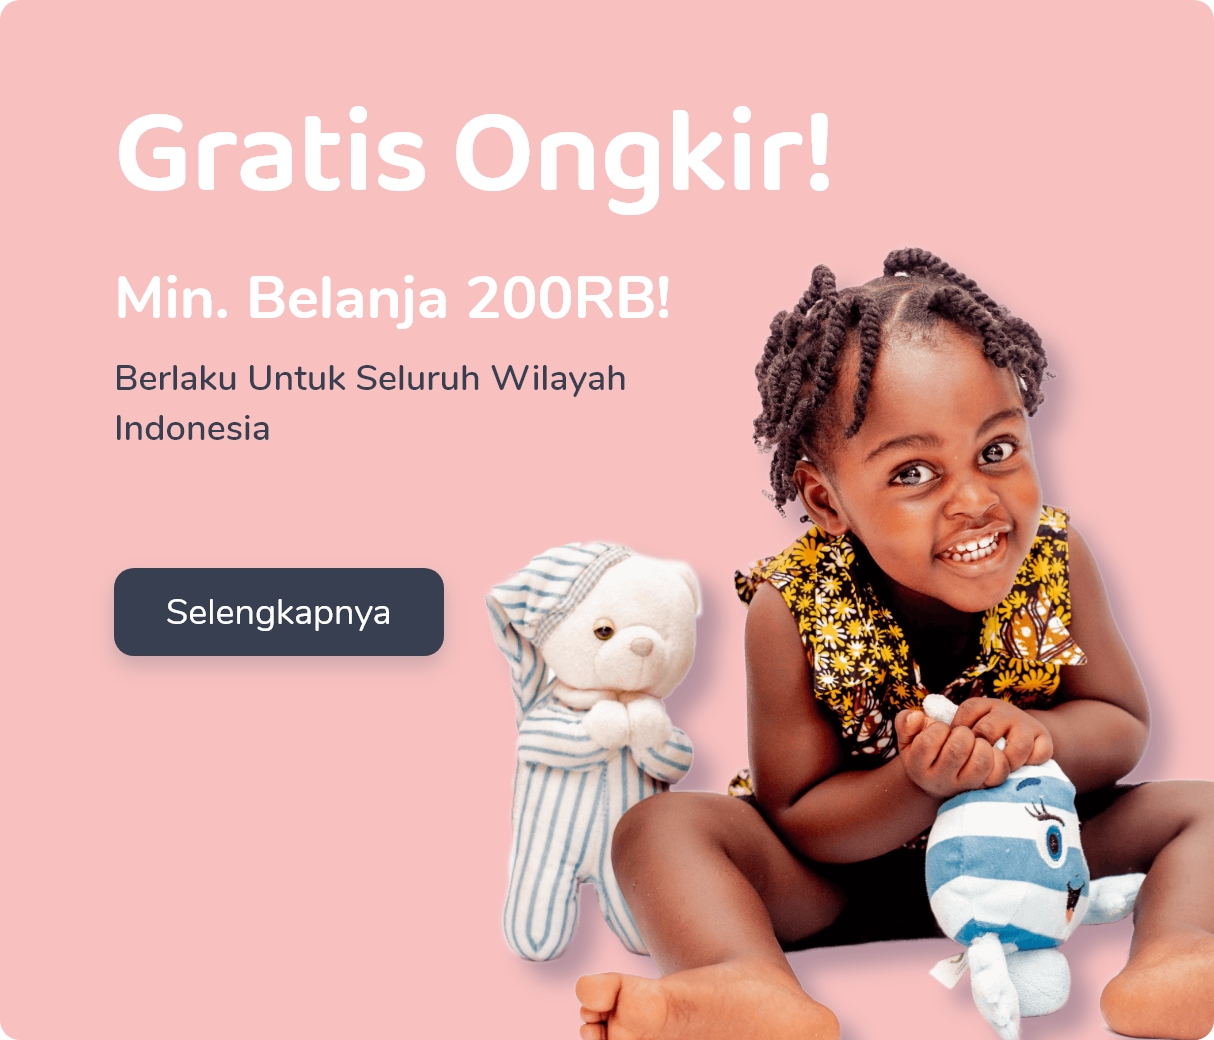 Gratis Ongkir!
Min. Belanja 200RB!
Berlaku Untuk Seluruh Wilayah
Indonesia
Selengkapnya